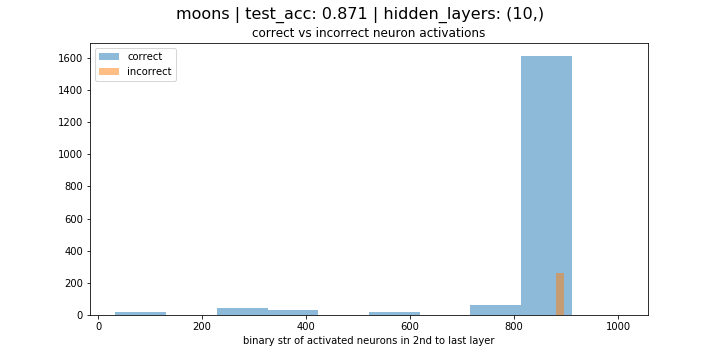 moons | test_acc: 0.871 | hidden_layers: (10,)
correct vs incorrect neuron activations
correct
incorrect
1600
1400
1200
1000
800
600
400
200
0
0 200 400 600 800 1000
binary str of activated neurons in 2nd to last layer